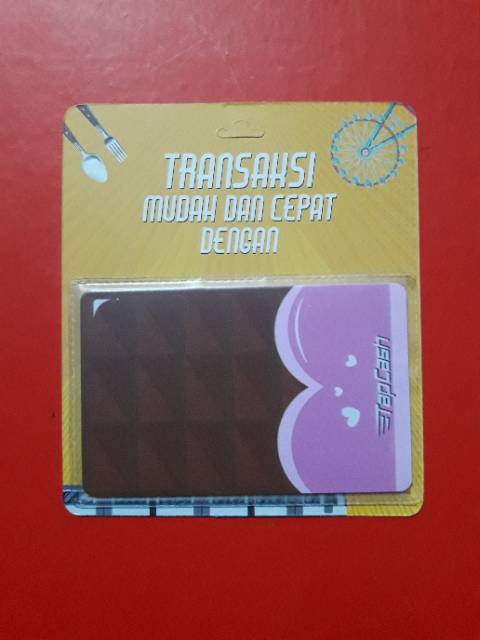 TRANSAKSI
MUDAH DAN CEPAT
DENGAN
TapCash